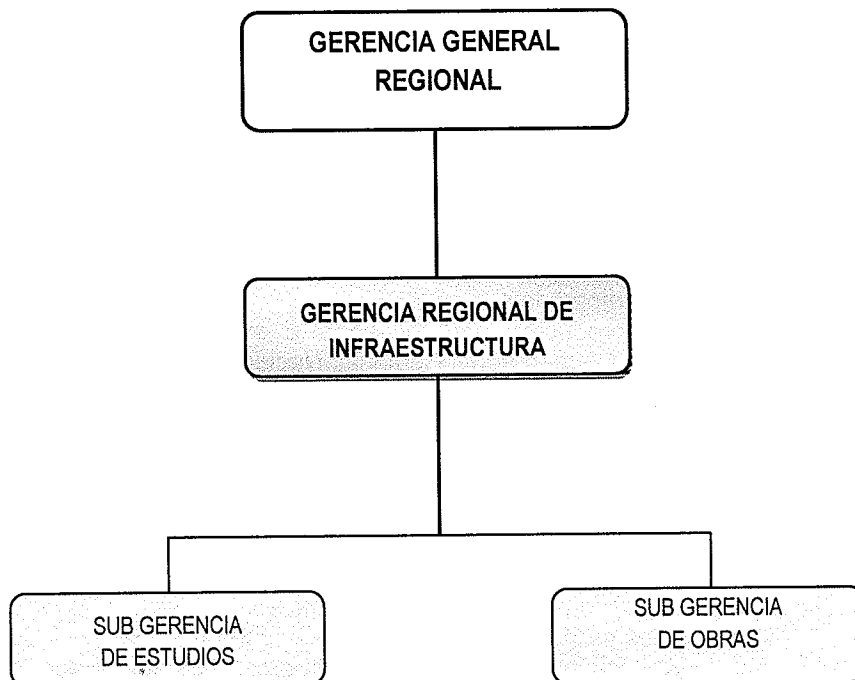 GERENCIA GENERAL
REGIONAL
GERENCIA REGIONAL DE
INFRAESTRUCTURA
SUB GERENCIA
DE ESTUDIOS
SUB GERENCIA
DE OBRAS